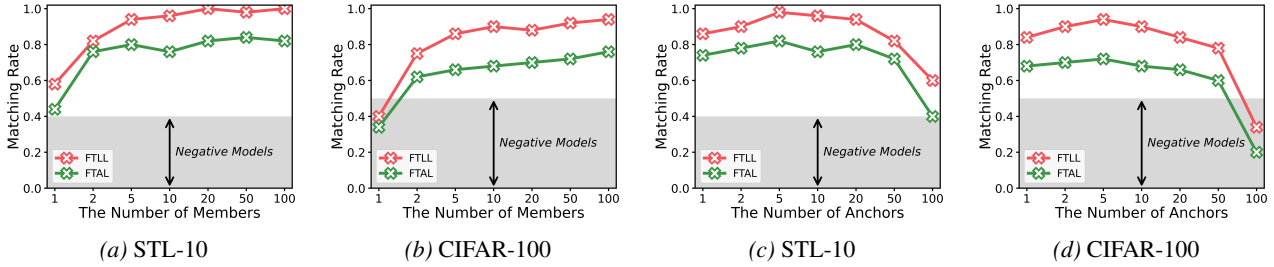 Matching Rate
1.0
0.8
0.6
0.4
0.2
0.0
Negative Models
FTLL
FTAL
1 2 5 10 20 50 100
The Number of Members
(a) STL-10
Matching Rate
1.0
0.8
0.6
0.4
0.2
0.0
Negative Models
FTLL
FTAL
1 2 5 10 20 50 100
The Number of Members
(b) CIFAR-100
Matching Rate
1.0
0.8
0.6
0.4
0.2
0.0
Negative Models
FTLL
FTAL
1 2 5 10 20 50 100
The Number of Anchors
(c) STL-10
Matching Rate
1.0
0.8
0.6
0.4
0.2
0.0
Negative Models
FTLL
FTAL
1 2 5 10 20 50 100
The Number of Anchors
(d) CIFAR-100